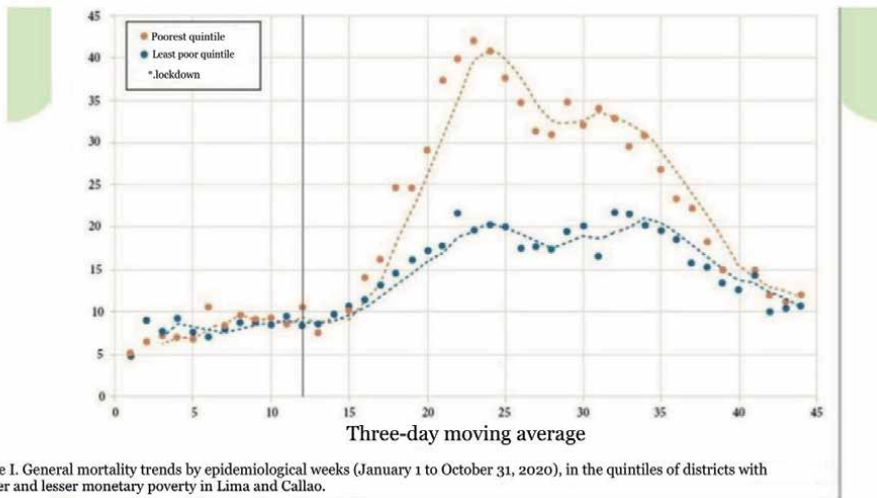 45
Poorest quintile
40
Least poor quintile
*.lockdown
35
30
25
20
15
10
5
0
0 5 10 15 20 25 30 35 40 45
Three-day moving average
e I. General mortality trends by epidemiological weeks (January 1 to October 31, 2020), in the quintiles of districts with
er and lesser monetary poverty in Lima and Callao.